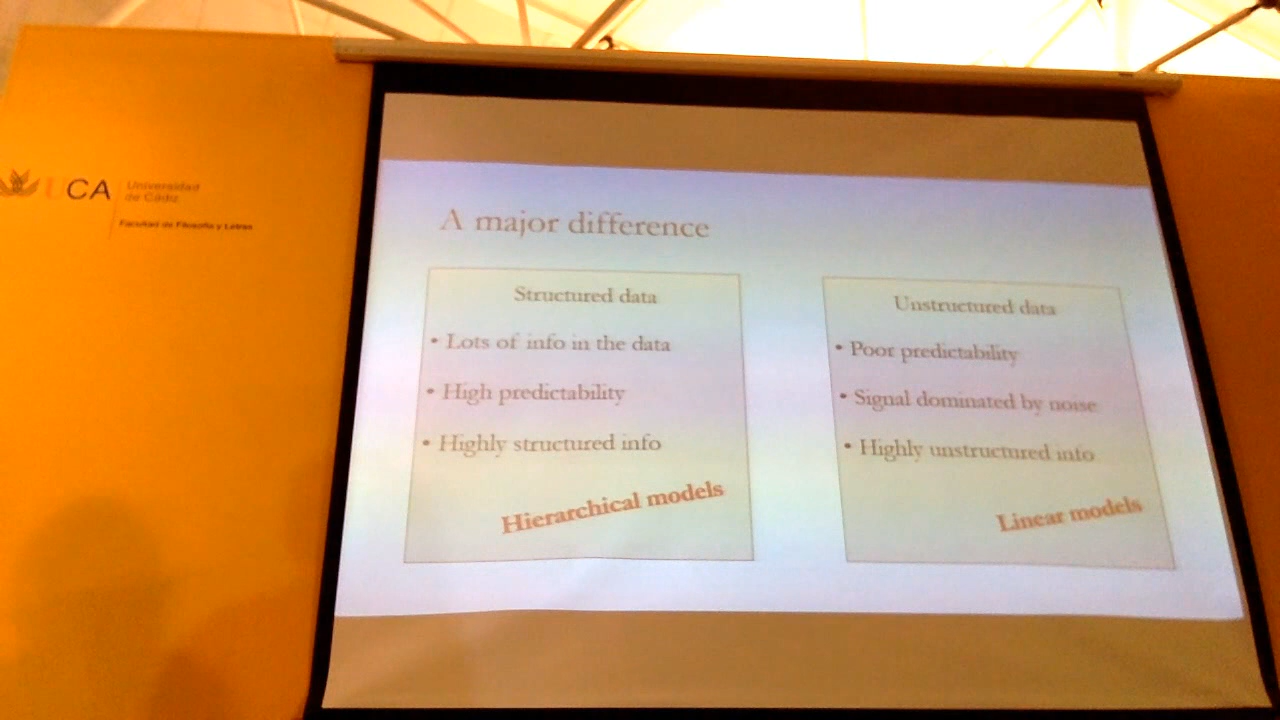 UCA
Universidad
de Cádiz
Facultad de Filosofía y Letras
A major difference
Structured data
• Lots of info in the data
• High predictability
• Highly structured info
Hierarchical models
Unstructured data
• Poor predictability
• Signal dominated by noise
• Highly unstructured info
Linear models